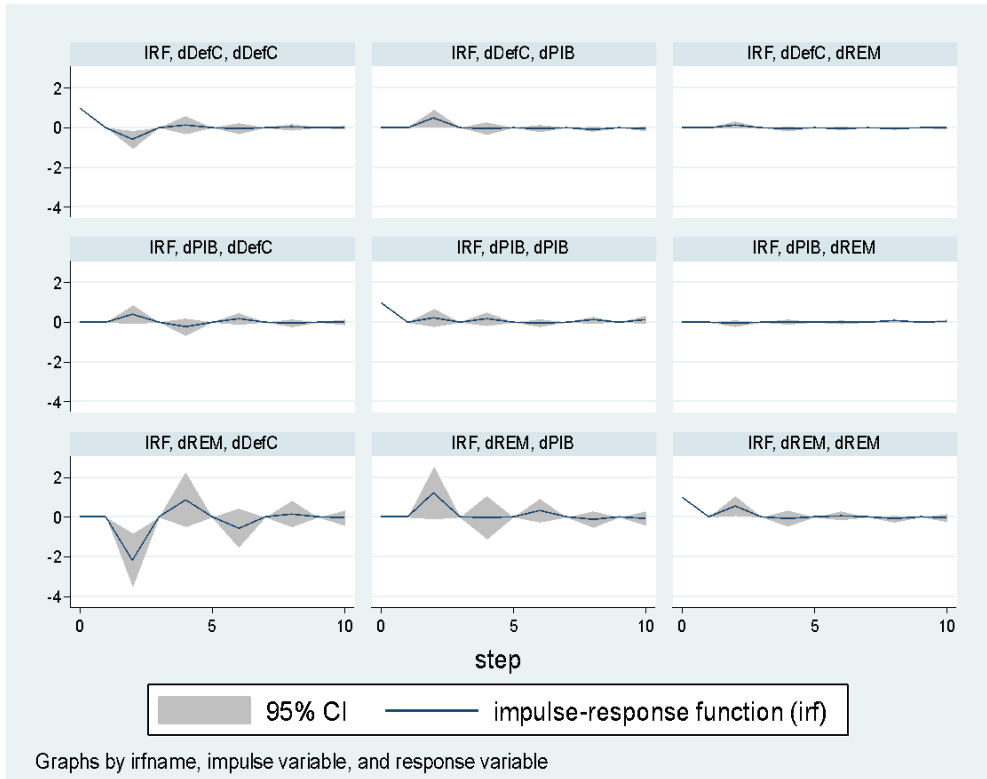 IRF, dDefC, dDefC
IRF, dDefC, dPIB
IRF, dDefC, dREM
2
0
-2
-4
IRF, dPIB, dDefC
IRF, dPIB, dPIB
IRF, dPIB, dREM
2
0
-2
-4
IRF, dREM, dDefC
IRF, dREM, dPIB
IRF, dREM, dREM
2
0
-2
-4
0 5 10 0 5 10 0 5 10
step
95% CI impulse-response function (irf)
Graphs by irfname, impulse variable, and response variable